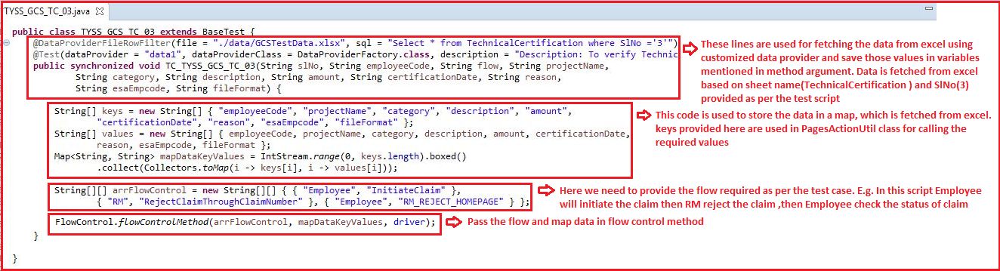 TYSS_GCS_TC_03.java
public class TYSS_GCS_TC_03 extends BaseTest {
@DataProviderFileRowFilter(file = "./data/GCSTestData.xlsx", sql = "Select * from TechnicalCertification where SlNo ='3'")
@Test(dataProvider = "data1", dataProviderClass = DataProviderFactory.class, description = "Description: To verify Technic
public synchronized void TC_TYSS_GCS_TC_03(String slNo, String employeeCode, String flow, String projectName,
String category, String description, String amount, String certificationDate, String reason,
String esaEmpcode, String fileFormat) {
These lines are used for fetching the data from excel using
customized data provider and save those values in variables
mentioned in method argument. Data is fetched from excel
based on sheet name(TechnicalCertification ) and SlNo(3)
provided as per the test script
String[] keys = new String[] { "employeeCode", "projectName", "category", "description", "amount",
"certificationDate", "reason", "esaEmpcode", "fileFormat" };
String[] values = new String[] { employeeCode, projectName, category, description, amount, certificationDate,
reason, esaEmpcode, fileFormat };
Map<String, String> mapDataKeyValues = IntStream.range(0, keys.length).boxed()
.collect(Collectors.toMap(i -> keys[i], i -> values[i]));
This code is used to store the data in a map, which is fetched from excel.
keys provided here are used in PagesActionUtil class for calling the
required values
String[][] arrFlowControl = new String[][] { { "Employee", "InitiateClaim" },
{ "RM", "RejectClaimThroughClaimNumber" }, { "Employee", "RM_REJECT_HOMEPAGE" } };
Here we need to provide the flow required as per the test case. E.g. In this script Employee
will initiate the claim then RM reject the claim ,then Employee check the status of claim
FlowControl.flowControlMethod(arrFlowControl, mapDataKeyValues, driver);
Pass the flow and map data in flow control method
}
}